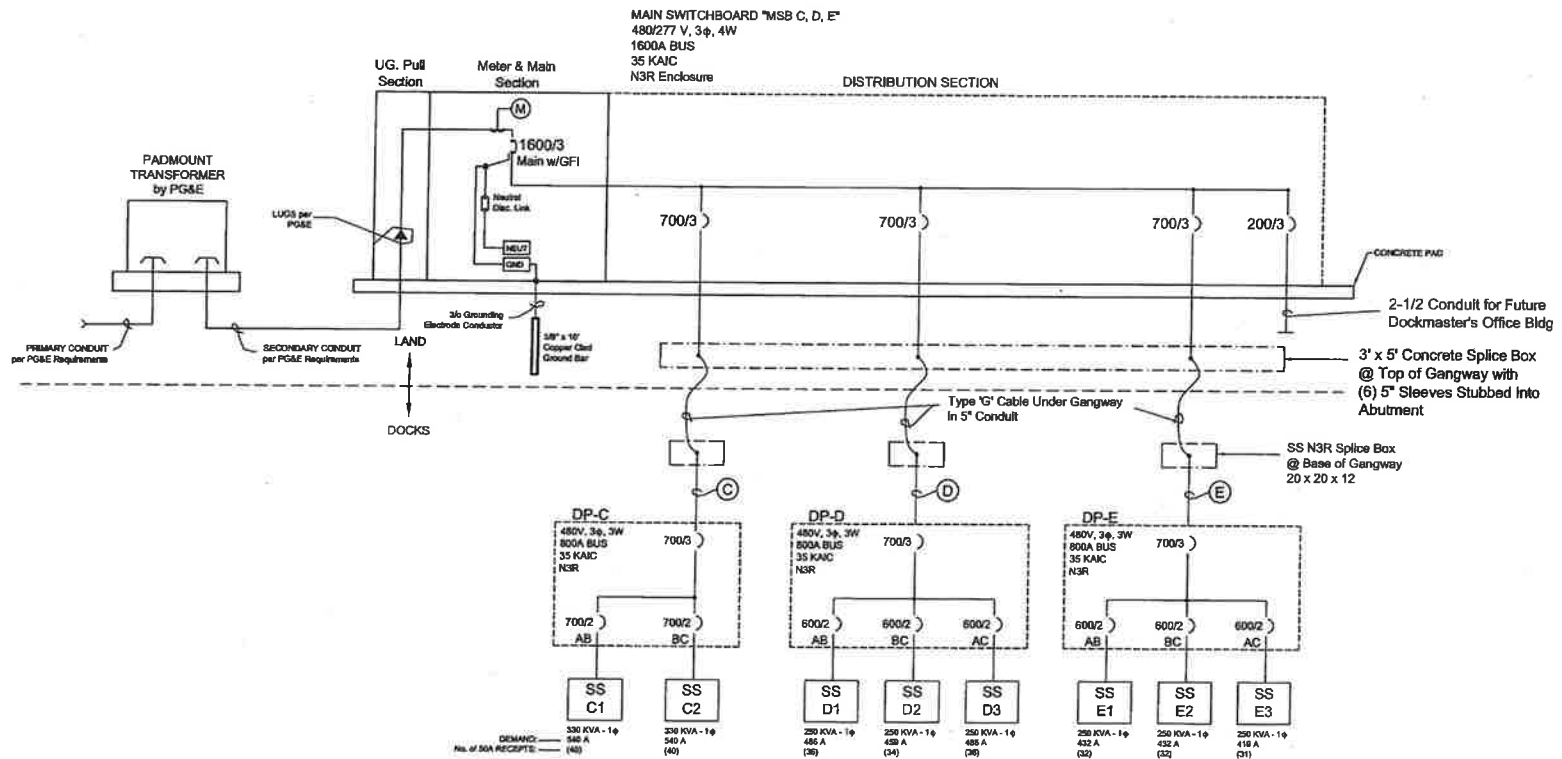 MAIN SWITCHBOARD "MSB C, D, E"
480/277 V, 3ϕ, 4W
1600A BUS
35 KAIC
N3R Enclosure
UG. Pull
Section
Meter & Main
Section
DISTRIBUTION SECTION
M
1600/3
Main w/GFI
PADMOUNT
TRANSFORMER
by PG&E
LUGS per
PG&E
Neutral
Disc. Link
NEUT
GND
700/3
700/3
700/3
200/3
CONCRETE PAD
3/0 Grounding
Electrode Conductor
5/8" x 10'
Copper Clad
Ground Bar
2-1/2 Conduit for Future
Dockmaster's Office Bldg
PRIMARY CONDUIT
per PG&E Requirements
SECONDARY CONDUIT
per PG&E Requirements
LAND
DOCKS
3' x 5' Concrete Splice Box
@ Top of Gangway with
(6) 5" Sleeves Stubbed Into
Abutment
Type 'G' Cable Under Gangway
In 5" Conduit
SS N3R Splice Box
@ Base of Gangway
20 x 20 x 12
C
D
E
DP-C
480V, 3ϕ, 3W
800A BUS
35 KAIC
N3R
700/3
700/2
AB
700/2
BC
DP-D
480V, 3ϕ, 3W
800A BUS
35 KAIC
N3R
700/3
600/2
AB
600/2
BC
600/2
AC
DP-E
480V, 3ϕ, 3W
800A BUS
35 KAIC
N3R
700/3
600/2
AB
600/2
BC
600/2
AC
SS
C1
SS
C2
SS
D1
SS
D2
SS
D3
SS
E1
SS
E2
SS
E3
DEMAND:
No. of 50A RECEPTS:
330 KVA - 1ϕ
540 A
(40)
330 KVA - 1ϕ
540 A
(40)
250 KVA - 1ϕ
486 A
(36)
250 KVA - 1ϕ
459 A
(34)
250 KVA - 1ϕ
486 A
(36)
250 KVA - 1ϕ
432 A
(32)
250 KVA - 1ϕ
432 A
(32)
250 KVA - 1ϕ
418 A
(31)